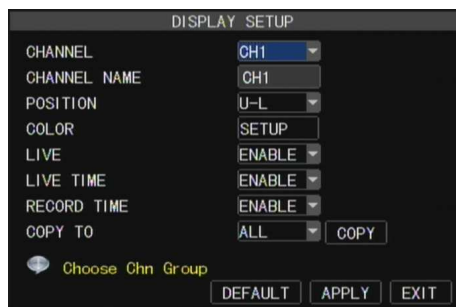 DISPLAY SETUP
CHANNEL CH1
CHANNEL NAME CH1
POSITION U-L
COLOR SETUP
LIVE ENABLE
LIVE TIME ENABLE
RECORD TIME ENABLE
COPY TO ALL COPY
Choose Chn Group
DEFAULT APPLY EXIT